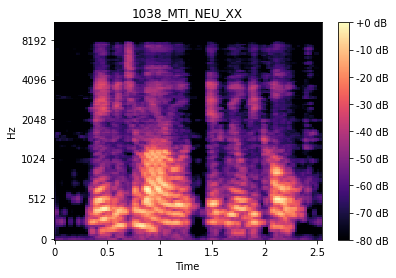 1038_MTI_NEU_XX
+0 dB
8192
-10 dB
4096
-20 dB
-30 dB
2048
Hz
-40 dB
1024
-50 dB
512
-60 dB
-70 dB
0
-80 dB
0 0.5 1 1.5 2 2.5
Time